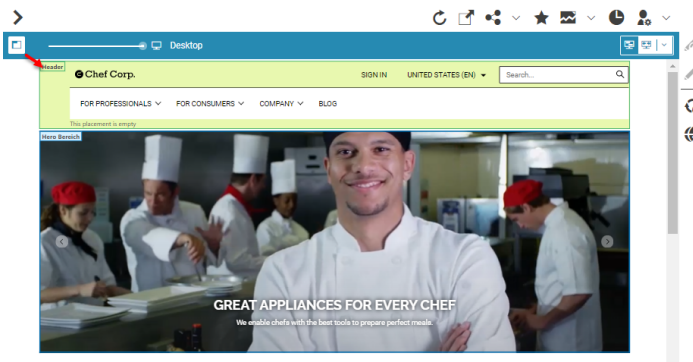 Desktop
Header
Chef Corp.
SIGN IN
UNITED STATES (EN)
Search...
FOR PROFESSIONALS
FOR CONSUMERS
COMPANY
BLOG
This placement is empty
Hero Bereich
GREAT APPLIANCES FOR EVERY CHEF
We enable chefs with the best tools to prepare perfect meals.